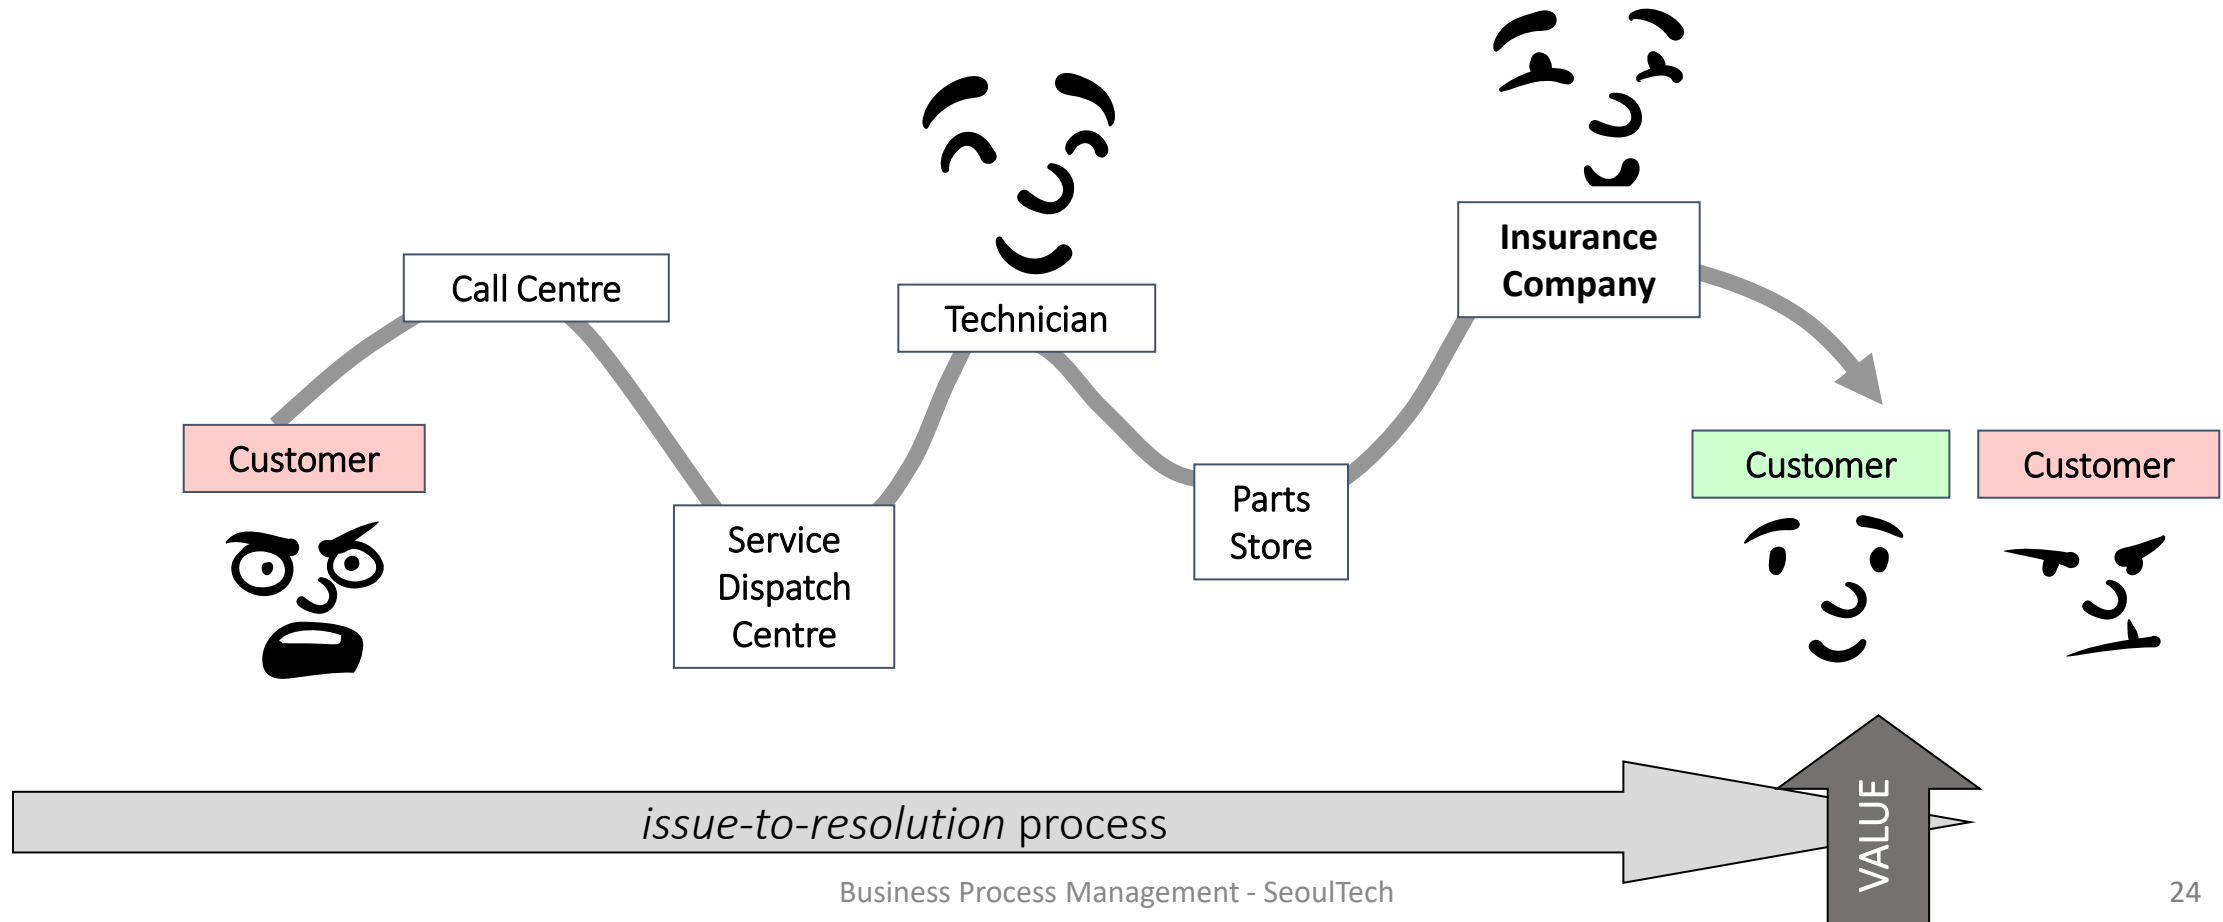 Customer
Call Centre
Service
Dispatch
Centre
Technician
Parts
Store
Insurance
Company
Customer
Customer
issue-to-resolution process
VALUE
Business Process Management - SeoulTech
24